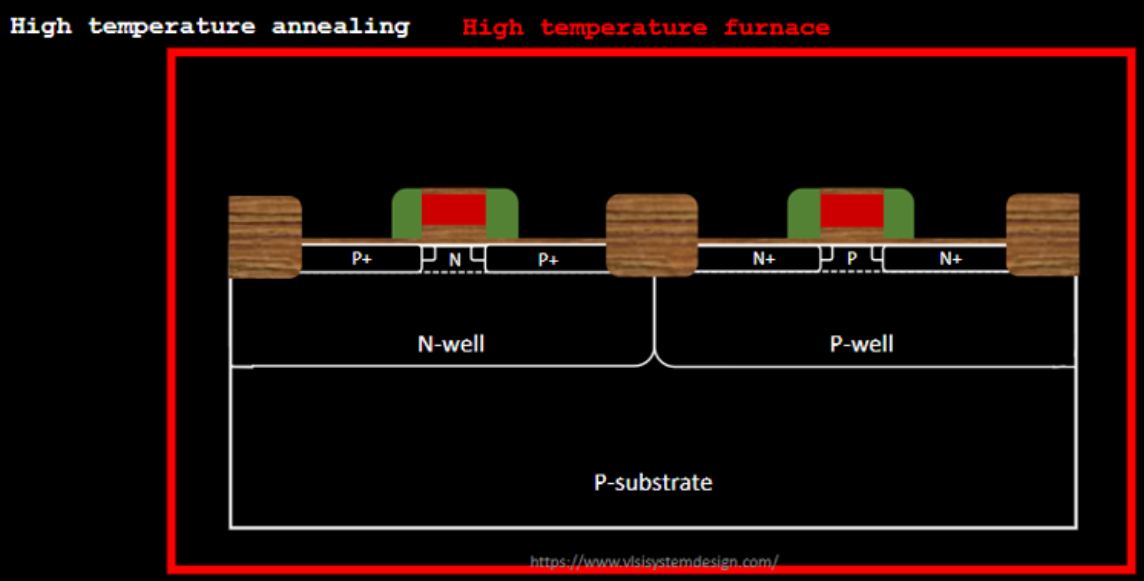 High temperature annealing High temperature furnace
P+ N P+ N+ P N+
N-well P-well
P-substrate
https://www.vlsisystemdesign.com/